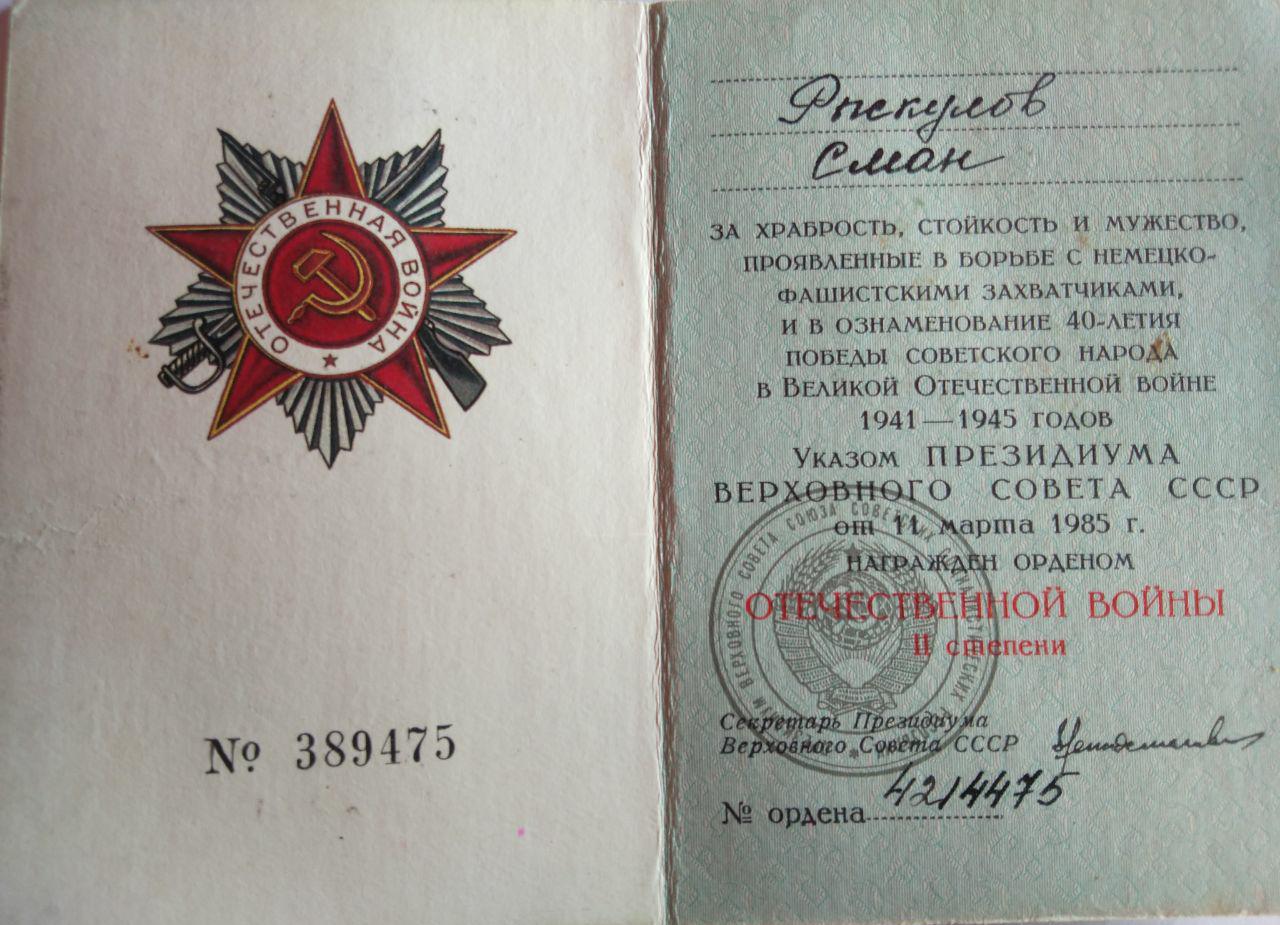 ОТЕЧЕСТВЕННАЯ ВОЙНА
№ 389475
Рыскулов
Сман
ЗА ХРАБРОСТЬ, СТОЙКОСТЬ И МУЖЕСТВО,
ПРОЯВЛЕННЫЕ В БОРЬБЕ С НЕМЕЦКО-
ФАШИСТСКИМИ ЗАХВАТЧИКАМИ,
И В ОЗНАМЕНОВАНИЕ 40-ЛЕТИЯ
ПОБЕДЫ СОВЕТСКОГО НАРОДА
В ВЕЛИКОЙ ОТЕЧЕСТВЕННОЙ ВОЙНЕ
1941—1945 ГОДОВ
УКАЗОМ ПРЕЗИДИУМА
ВЕРХОВНОГО СОВЕТА СССР
от 11 марта 1985 г.
НАГРАЖДЕН ОРДЕНОМ
ОТЕЧЕСТВЕННОЙ ВОЙНЫ
II степени
Секретарь Президиума
Верховного Совета СССР
№ ордена 4214475